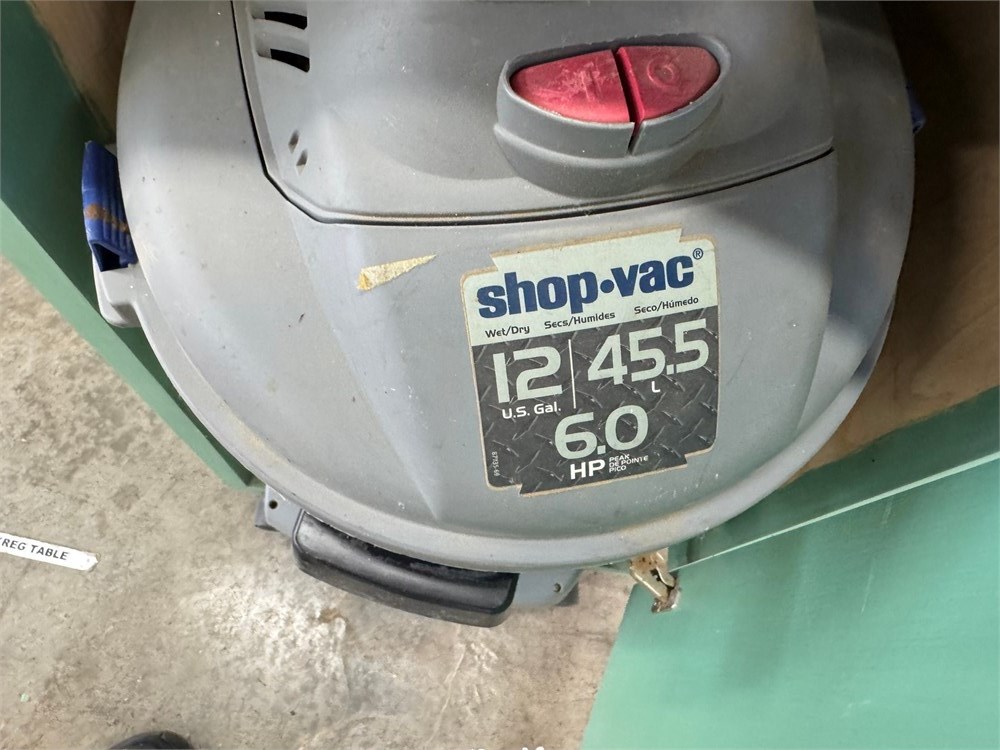 shop·vac®
Wet/Dry Secs/Humides Seco/Húmedo
12 45.5
U.S. Gal. L
6.0
HP PEAK
DE POINTE
PICO
KREG TABLE